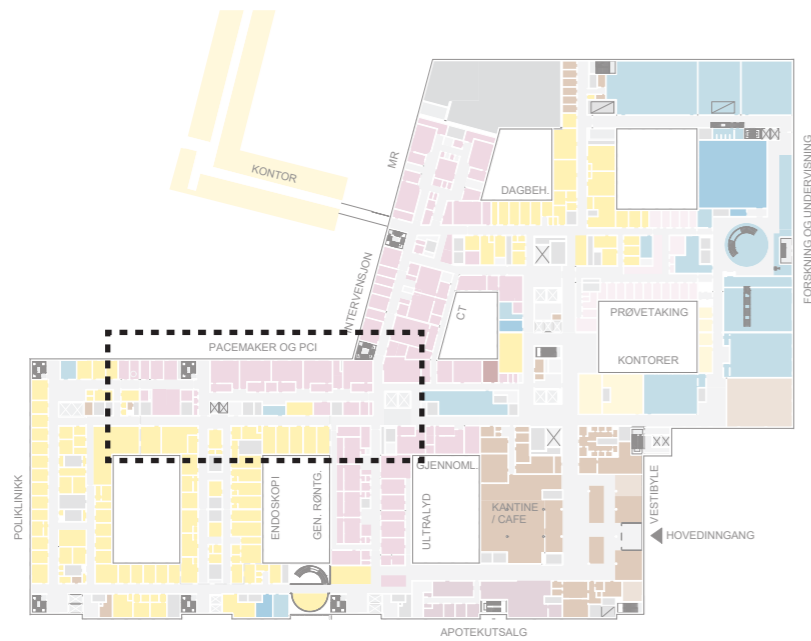 KONTOR
MR
DAGBEH.
FORSKNING OG UNDERVISNING
INTERVENSJON
CT
PRØVETAKING
KONTORER
PACEMAKER OG PCI
POLIKLINIKK
ENDOSKOPI
GEN. RØNTG.
ULTRALYD
GJENNOML.
KANTINE
/ CAFE
VESTIBYLE
HOVEDINNGANG
APOTEKUTSALG